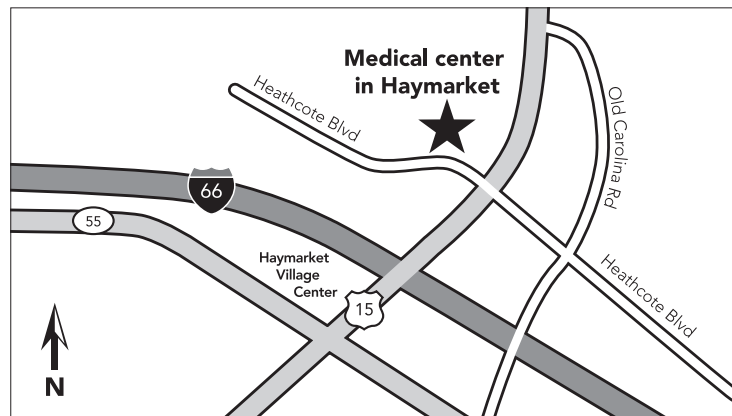 Medical center
in Haymarket
Heathcote Blvd
Old Carolina Rd
66
55
Haymarket
Village
Center
15
Heathcote Blvd
N